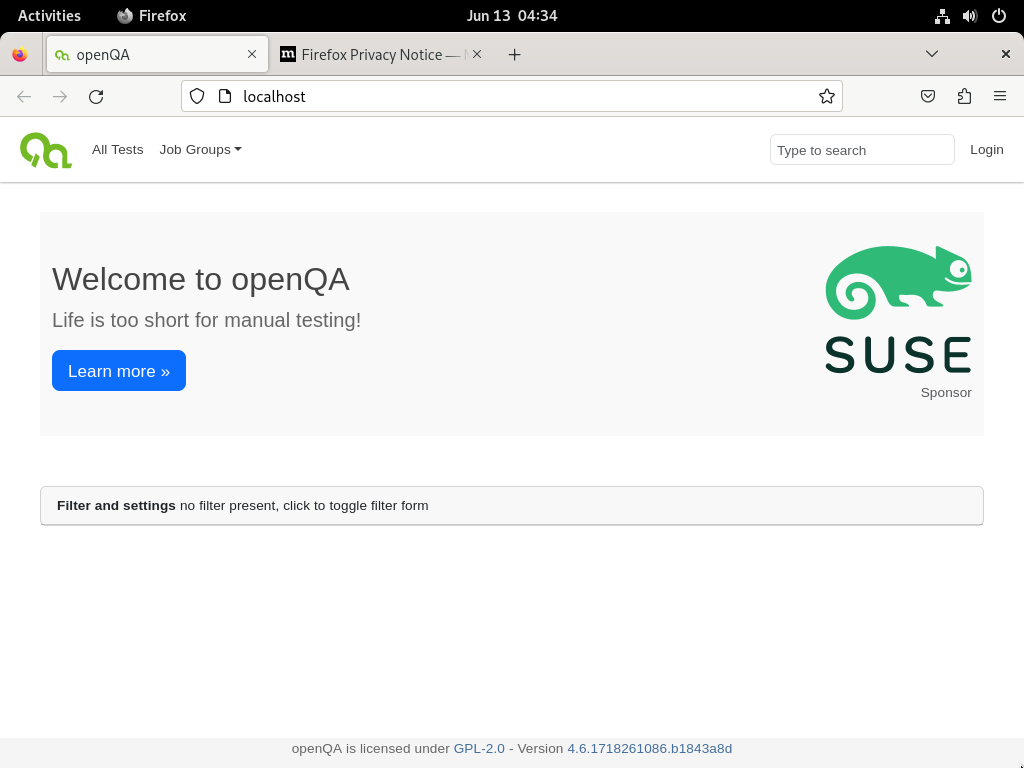 Activities Firefox Jun 13 04:34
openQA Firefox Privacy Notice —
localhost
All Tests Job Groups Type to search Login
Welcome to openQA
Life is too short for manual testing!
Learn more »
SUSE
Sponsor
Filter and settings no filter present, click to toggle filter form
openQA is licensed under GPL-2.0 - Version 4.6.1718261086.b1843a8d